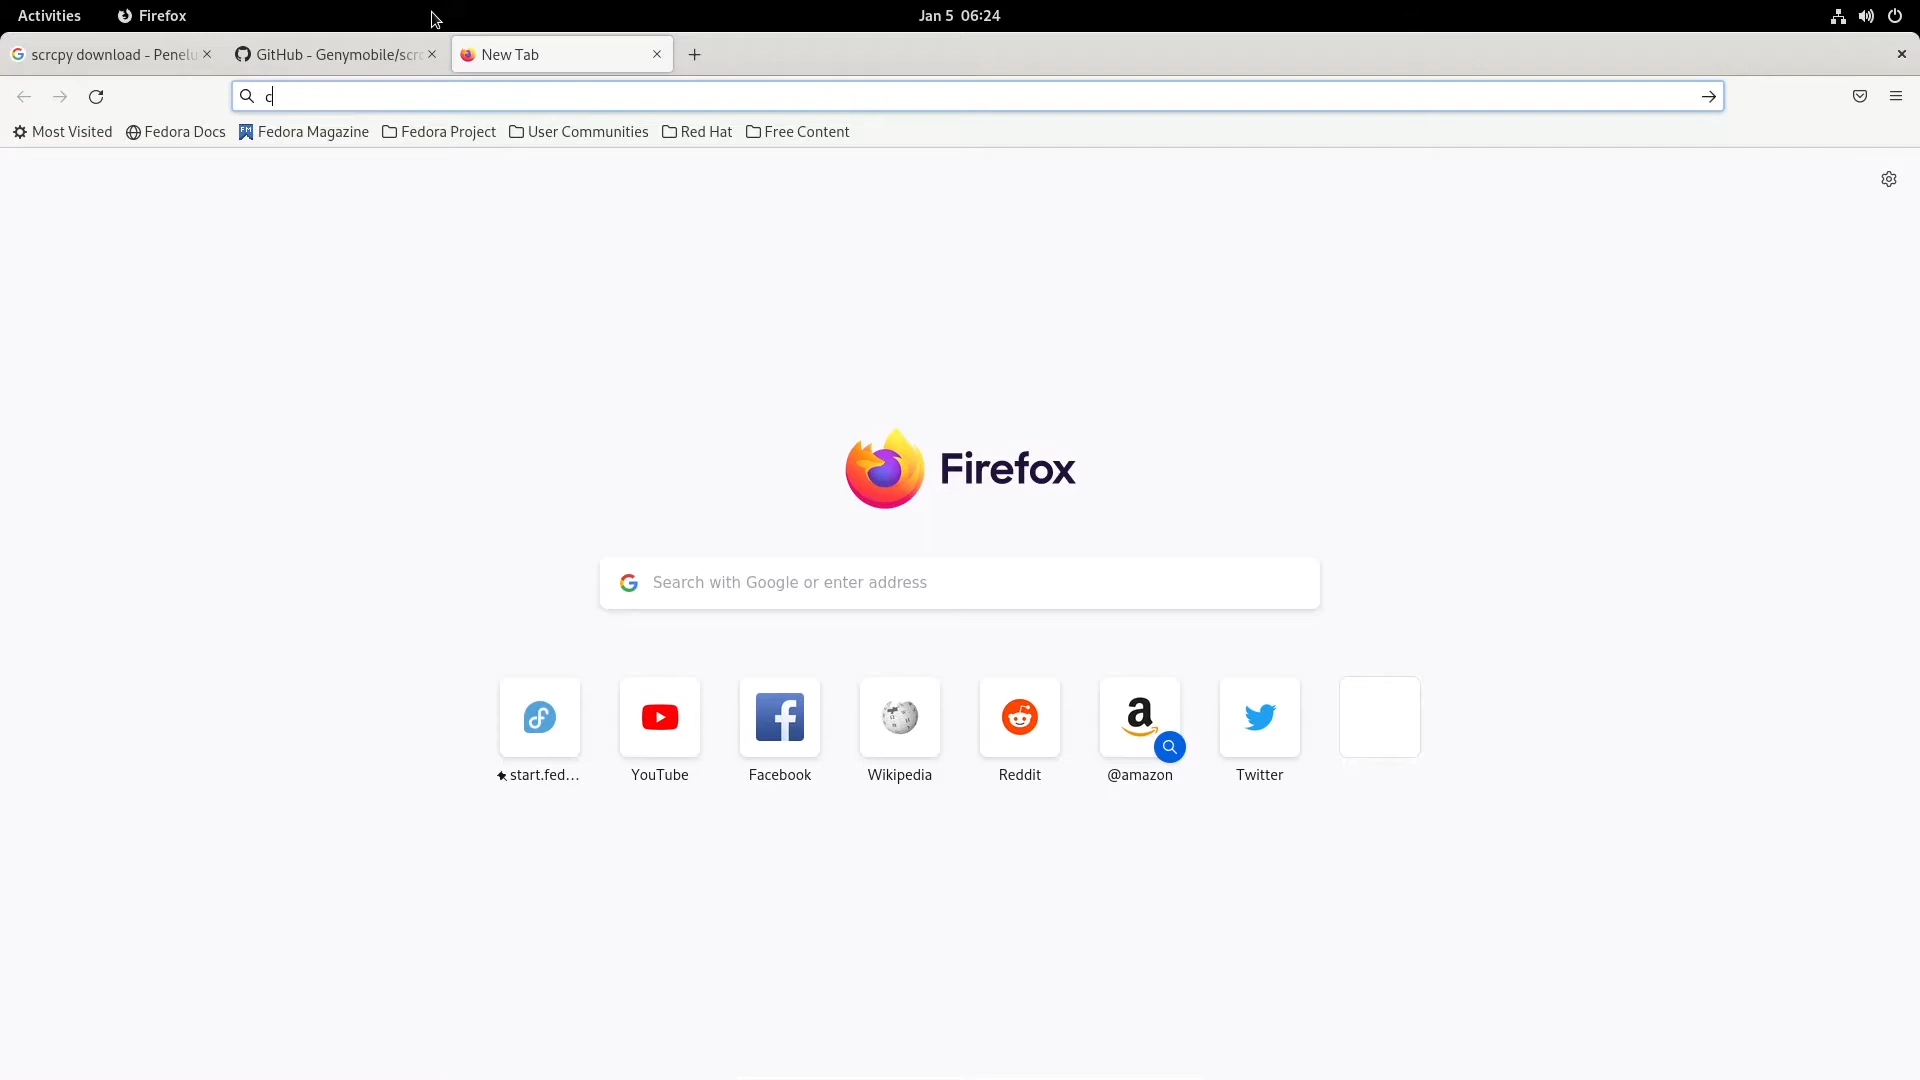 Activities Firefox Jan 5 06:24
scrcpy download - Penelu GitHub - Genymobile/scrc New Tab
c
Most Visited Fedora Docs Fedora Magazine Fedora Project User Communities Red Hat Free Content
Firefox
Search with Google or enter address
start.fed... YouTube Facebook Wikipedia Reddit @amazon Twitter